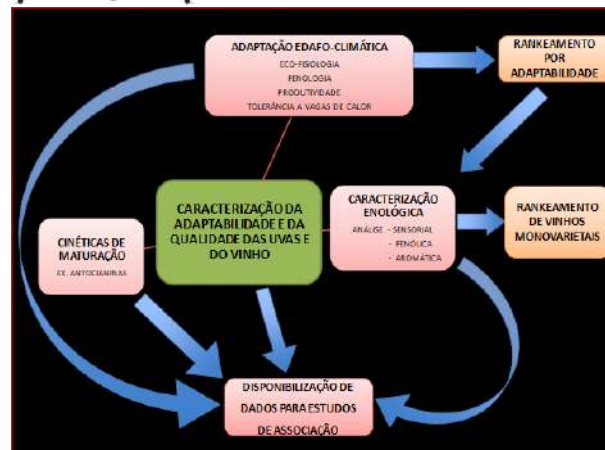 ADAPTAÇÃO EDAFO-CLIMÁTICA
ECO-FISIOLOGIA
FENOLOGIA
PRODUTIVIDADE
TOLERÂNCIA A VAGAS DE CALOR
RANKEAMENTO
POR
ADAPTABILIDADE
CARACTERIZAÇÃO DA
ADAPTABILIDADE E DA
QUALIDADE DAS UVAS E
DO VINHO
CARACTERIZAÇÃO
ENOLÓGICA
ANÁLISE - SENSORIAL
- FENÓLICA
- AROMÁTICA
RANKEAMENTO
DE VINHOS
MONOVARIETAIS
CINÉTICAS DE
MATURAÇÃO
EX. ANTOCIANINAS
DISPONIBILIZAÇÃO DE
DADOS PARA ESTUDOS
DE ASSOCIAÇÃO